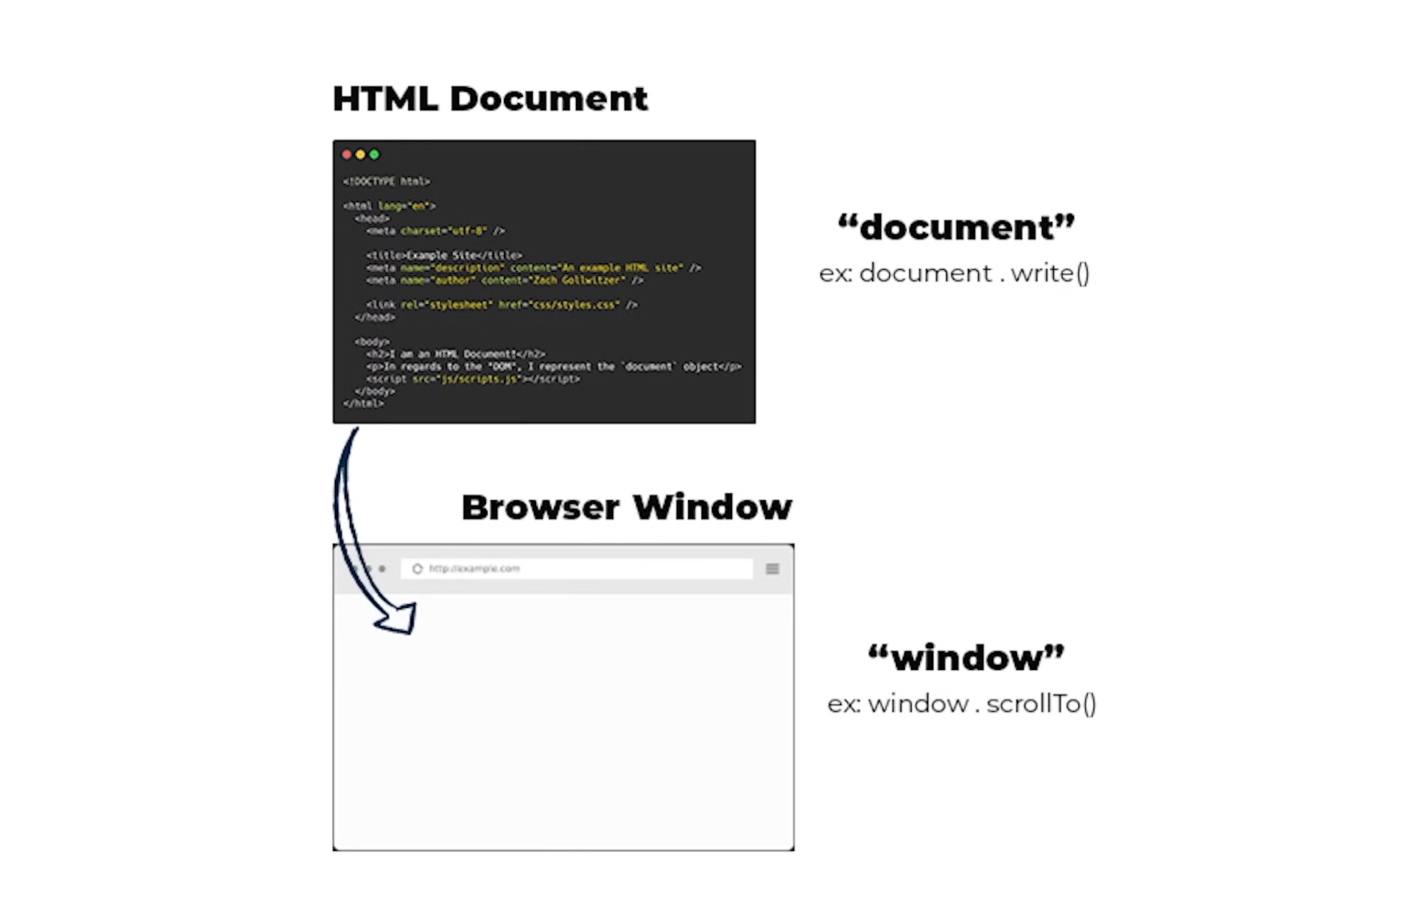 HTML Document
<!DOCTYPE html>
<html lang="en">
<head>
<meta charset="utf-8" />
<title>Example Site</title>
<meta name="description" content="An example HTML site" />
<meta name="author" content="Zach Gollwitzer" />
<link rel="stylesheet" href="css/styles.css" />
</head>
<body>
<h2>I am an HTML Document!</h2>
<p>In regards to the "DOM", I represent the `document` object</p>
<script src="js/scripts.js"></script>
</body>
</html>
“document”
ex: document . write()
Browser Window
http://example.com
“window”
ex: window . scrollTo()